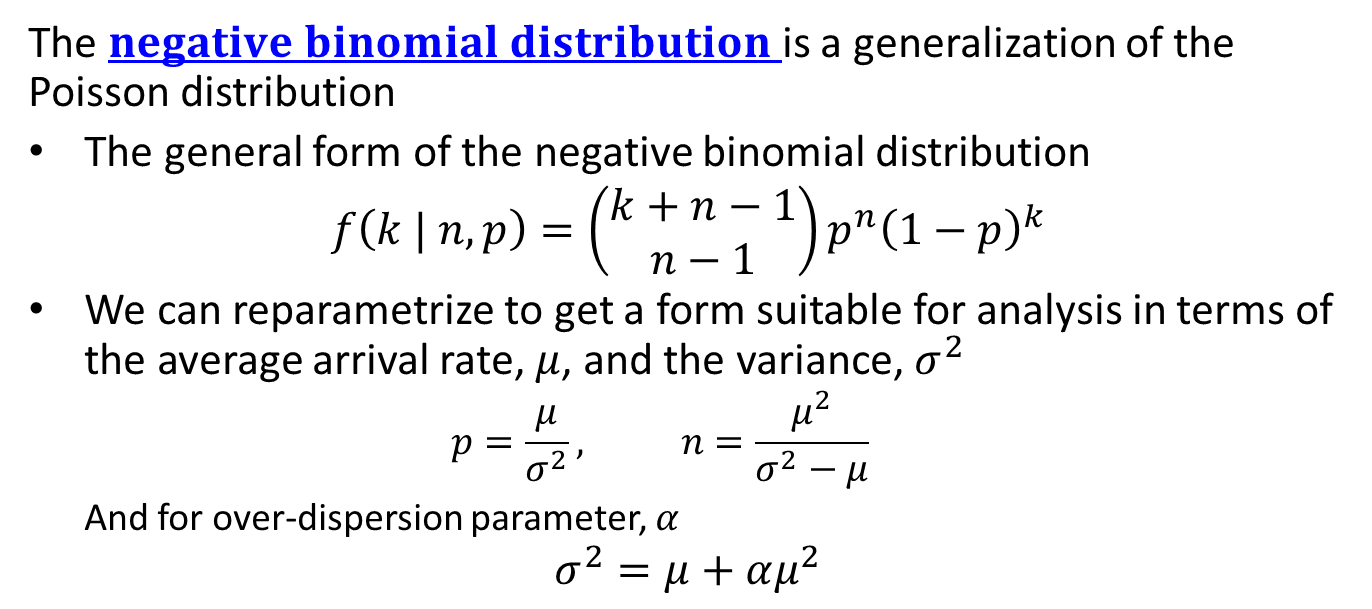 The negative binomial distribution is a generalization of the
Poisson distribution
• The general form of the negative binomial distribution
f(k | n, p) = (k + n − 1 n − 1) pⁿ(1 − p)ᵏ
• We can reparametrize to get a form suitable for analysis in terms of
the average arrival rate, μ, and the variance, σ²
p = μ/σ², n = μ²/(σ² − μ)
And for over-dispersion parameter, α
σ² = μ + αμ²